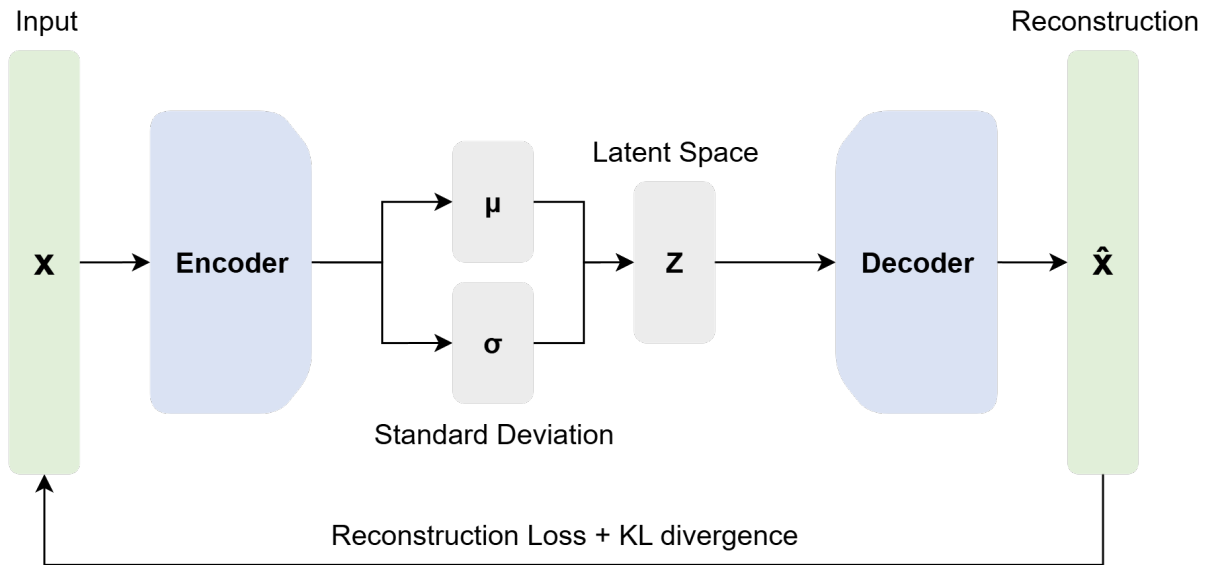 Input
Reconstruction
x
Encoder
μ
σ
Standard Deviation
Latent Space
Z
Decoder
x̂
Reconstruction Loss + KL divergence